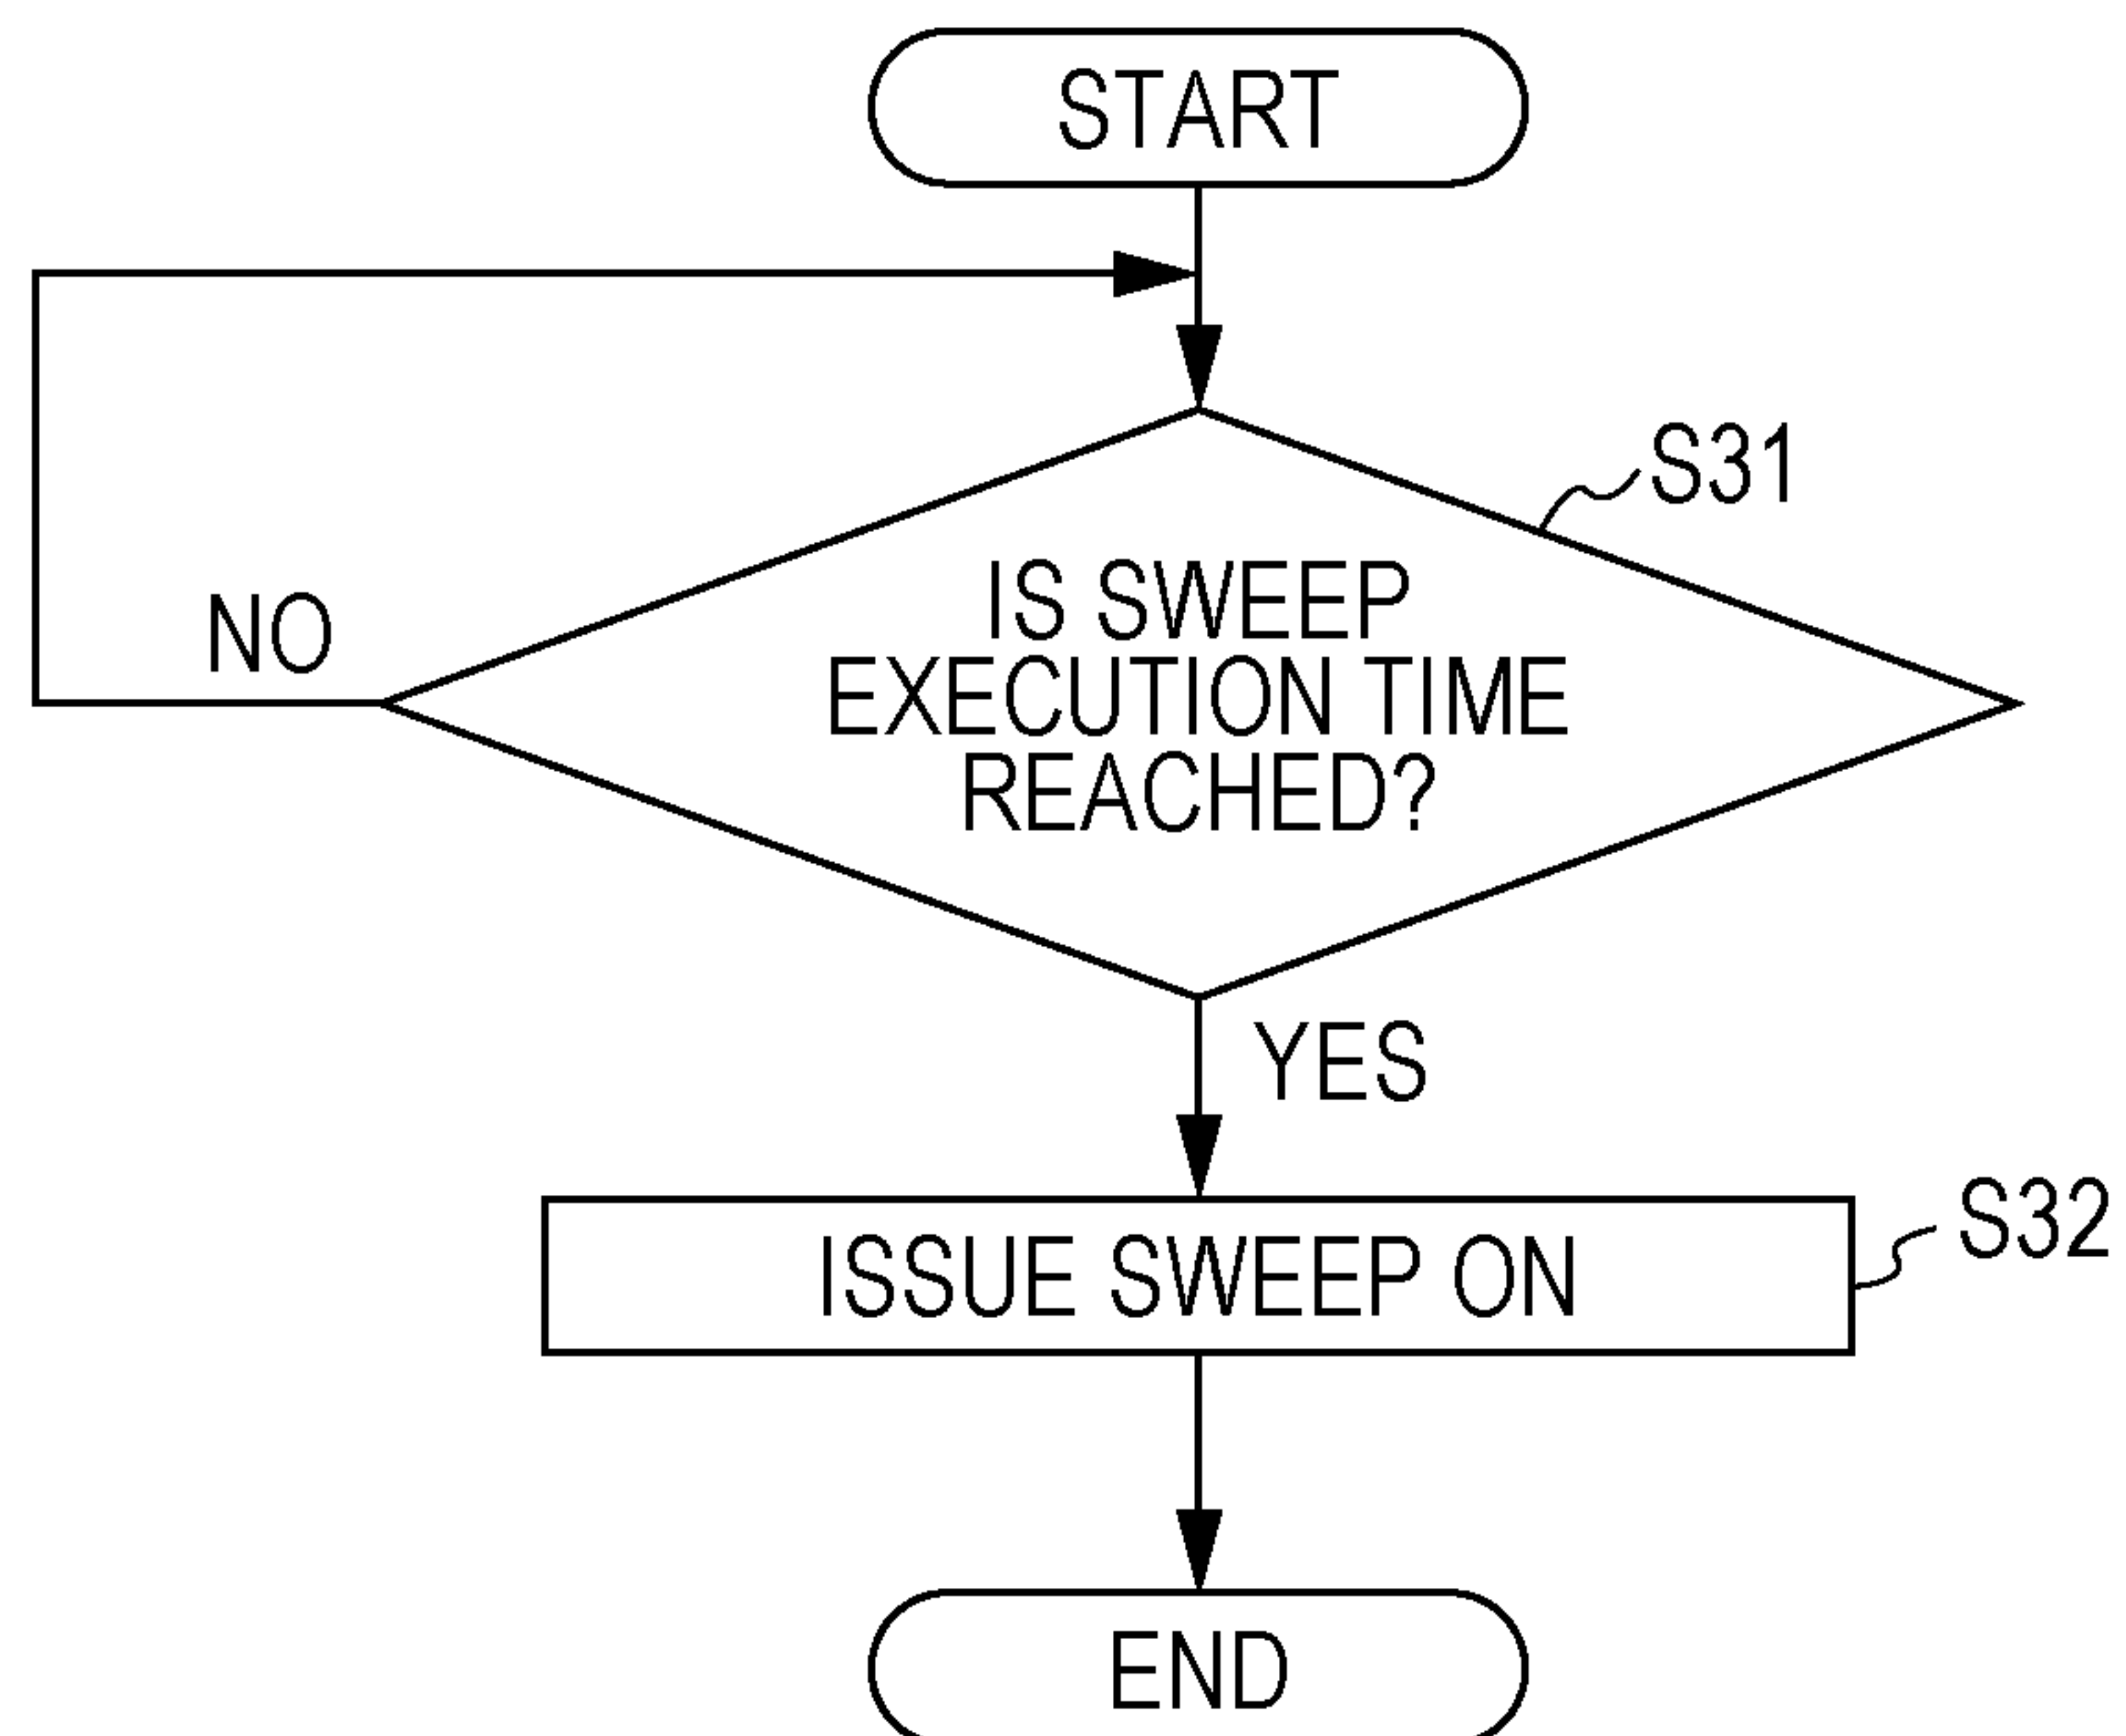 START
S31
IS SWEEP
EXECUTION TIME
REACHED?
NO
YES
ISSUE SWEEP ON
S32
END